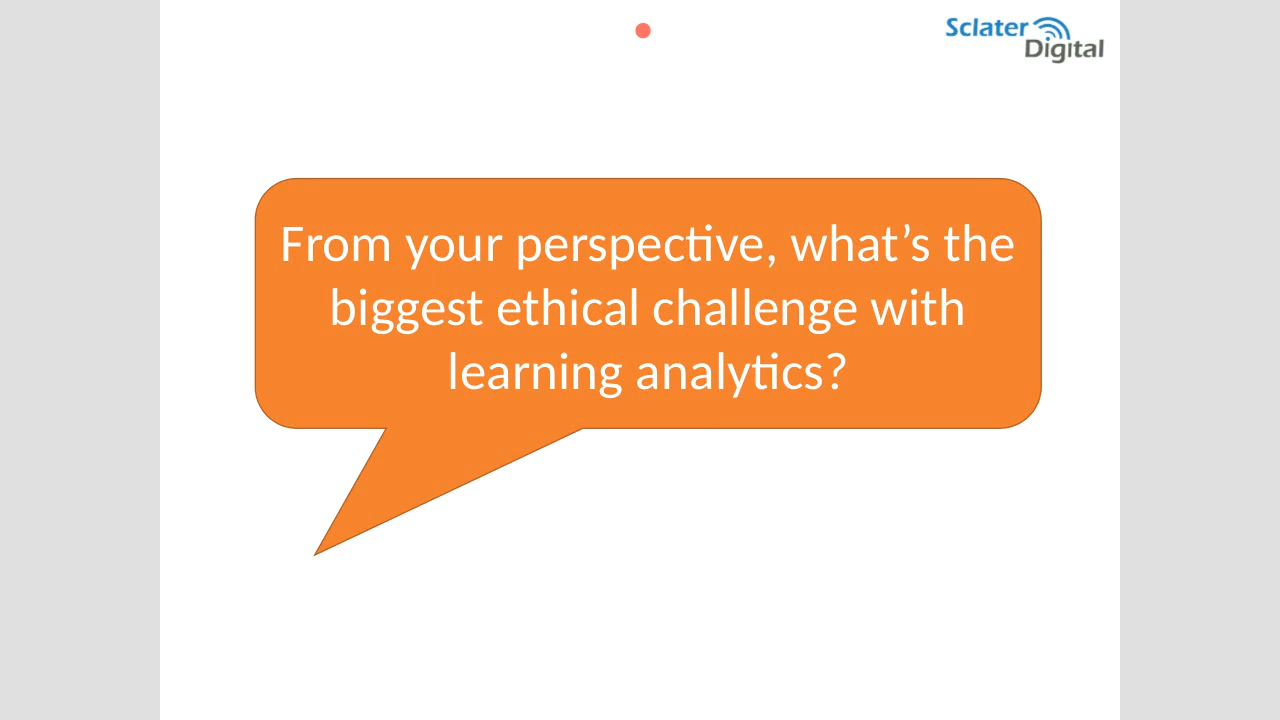 Sclater
Digital
From your perspective, what’s the
biggest ethical challenge with
learning analytics?